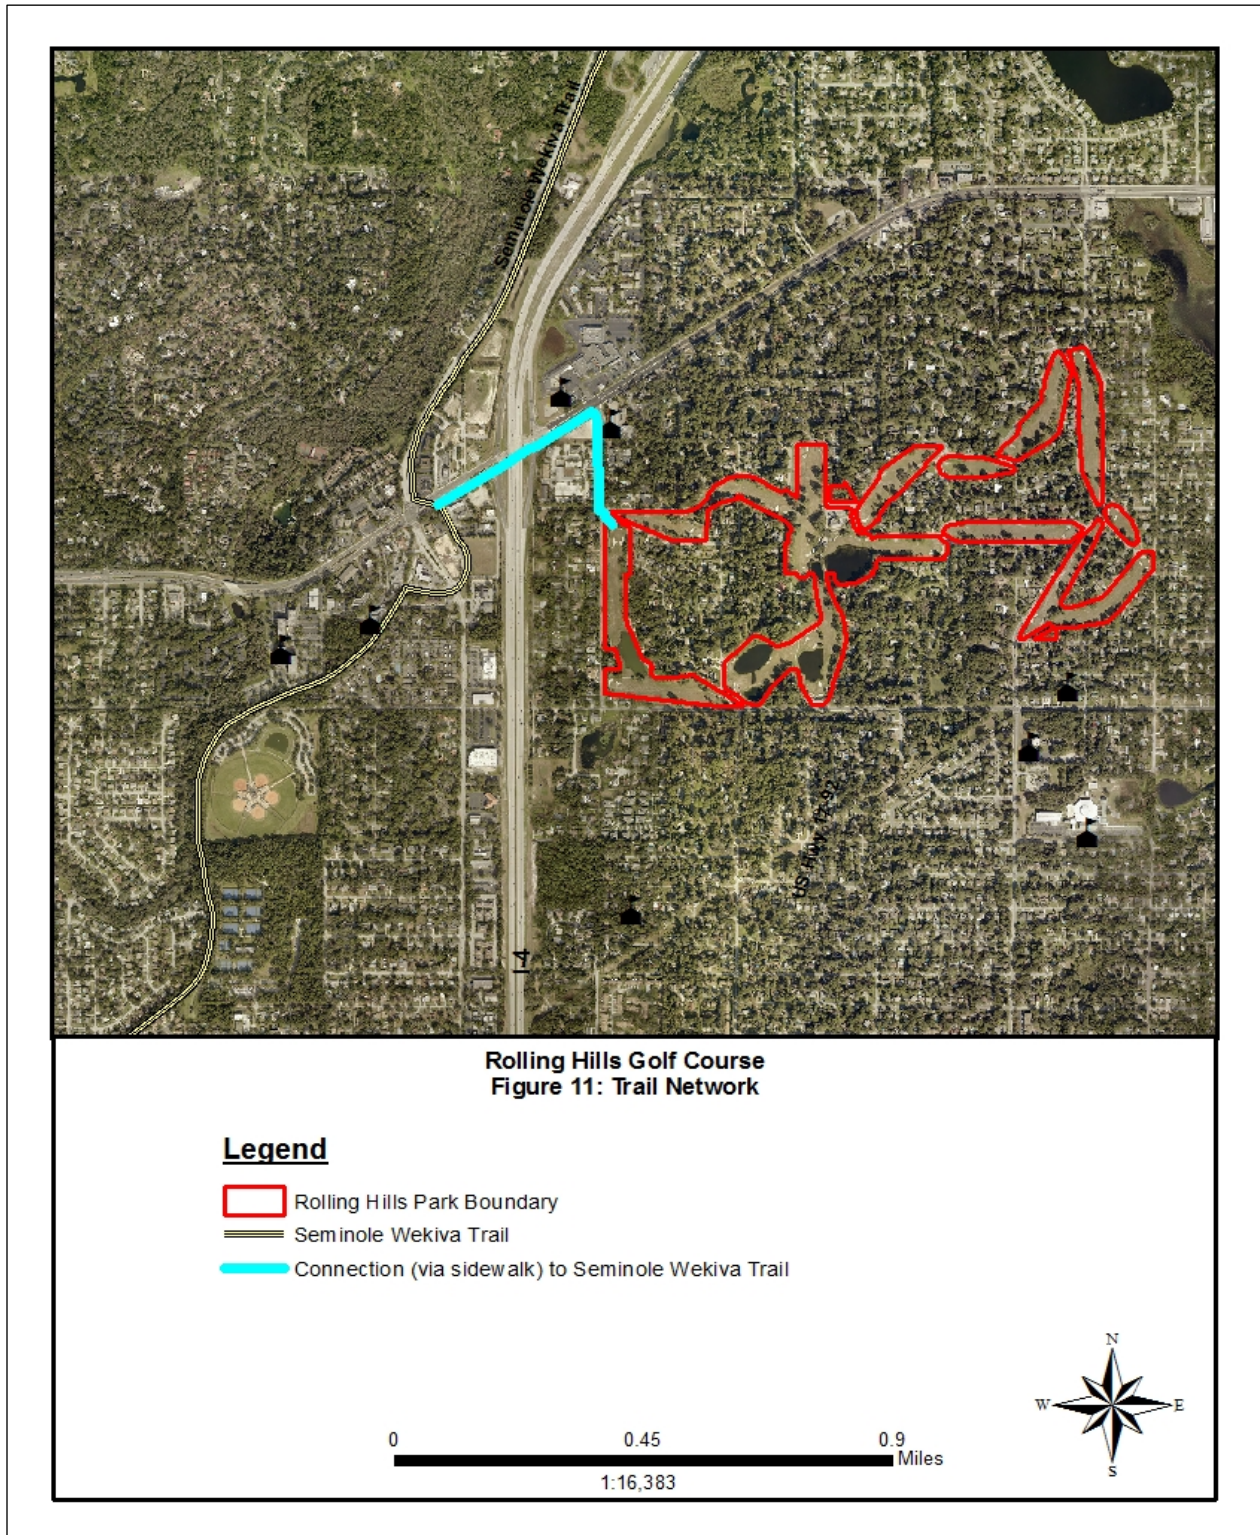 Seminole Wekiva Trail
US Hwy 17-92
I-4
Rolling Hills Golf Course
Figure 11: Trail Network
Legend
Rolling Hills Park Boundary
Seminole Wekiva Trail
Connection (via sidewalk) to Seminole Wekiva Trail
N
W E
S
0 0.45 0.9
Miles
1:16,383